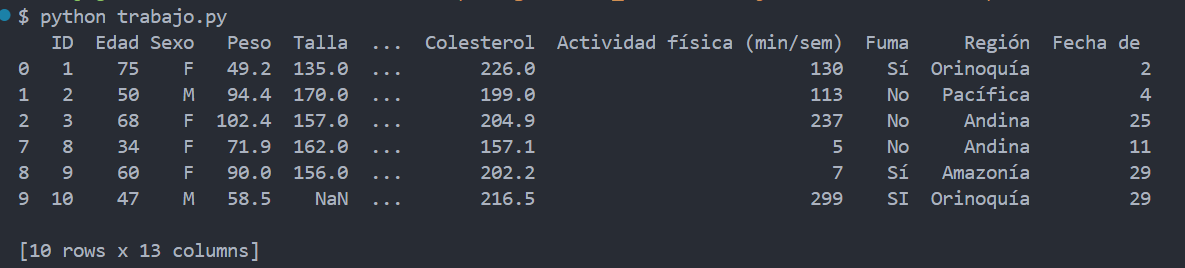 $ python trabajo.py
ID Edad Sexo Peso Talla ... Colesterol Actividad física (min/sem) Fuma Región Fecha de
0 1 75 F 49.2 135.0 ... 226.0 130 Sí Orinoquía 2
1 2 50 M 94.4 170.0 ... 199.0 113 No Pacífica 4
2 3 68 F 102.4 157.0 ... 204.9 237 No Andina 25
7 8 34 F 71.9 162.0 ... 157.1 5 No Andina 11
8 9 60 F 90.0 156.0 ... 202.2 7 Sí Amazonía 29
9 10 47 M 58.5 NaN ... 216.5 299 SI Orinoquía 29
[10 rows x 13 columns]